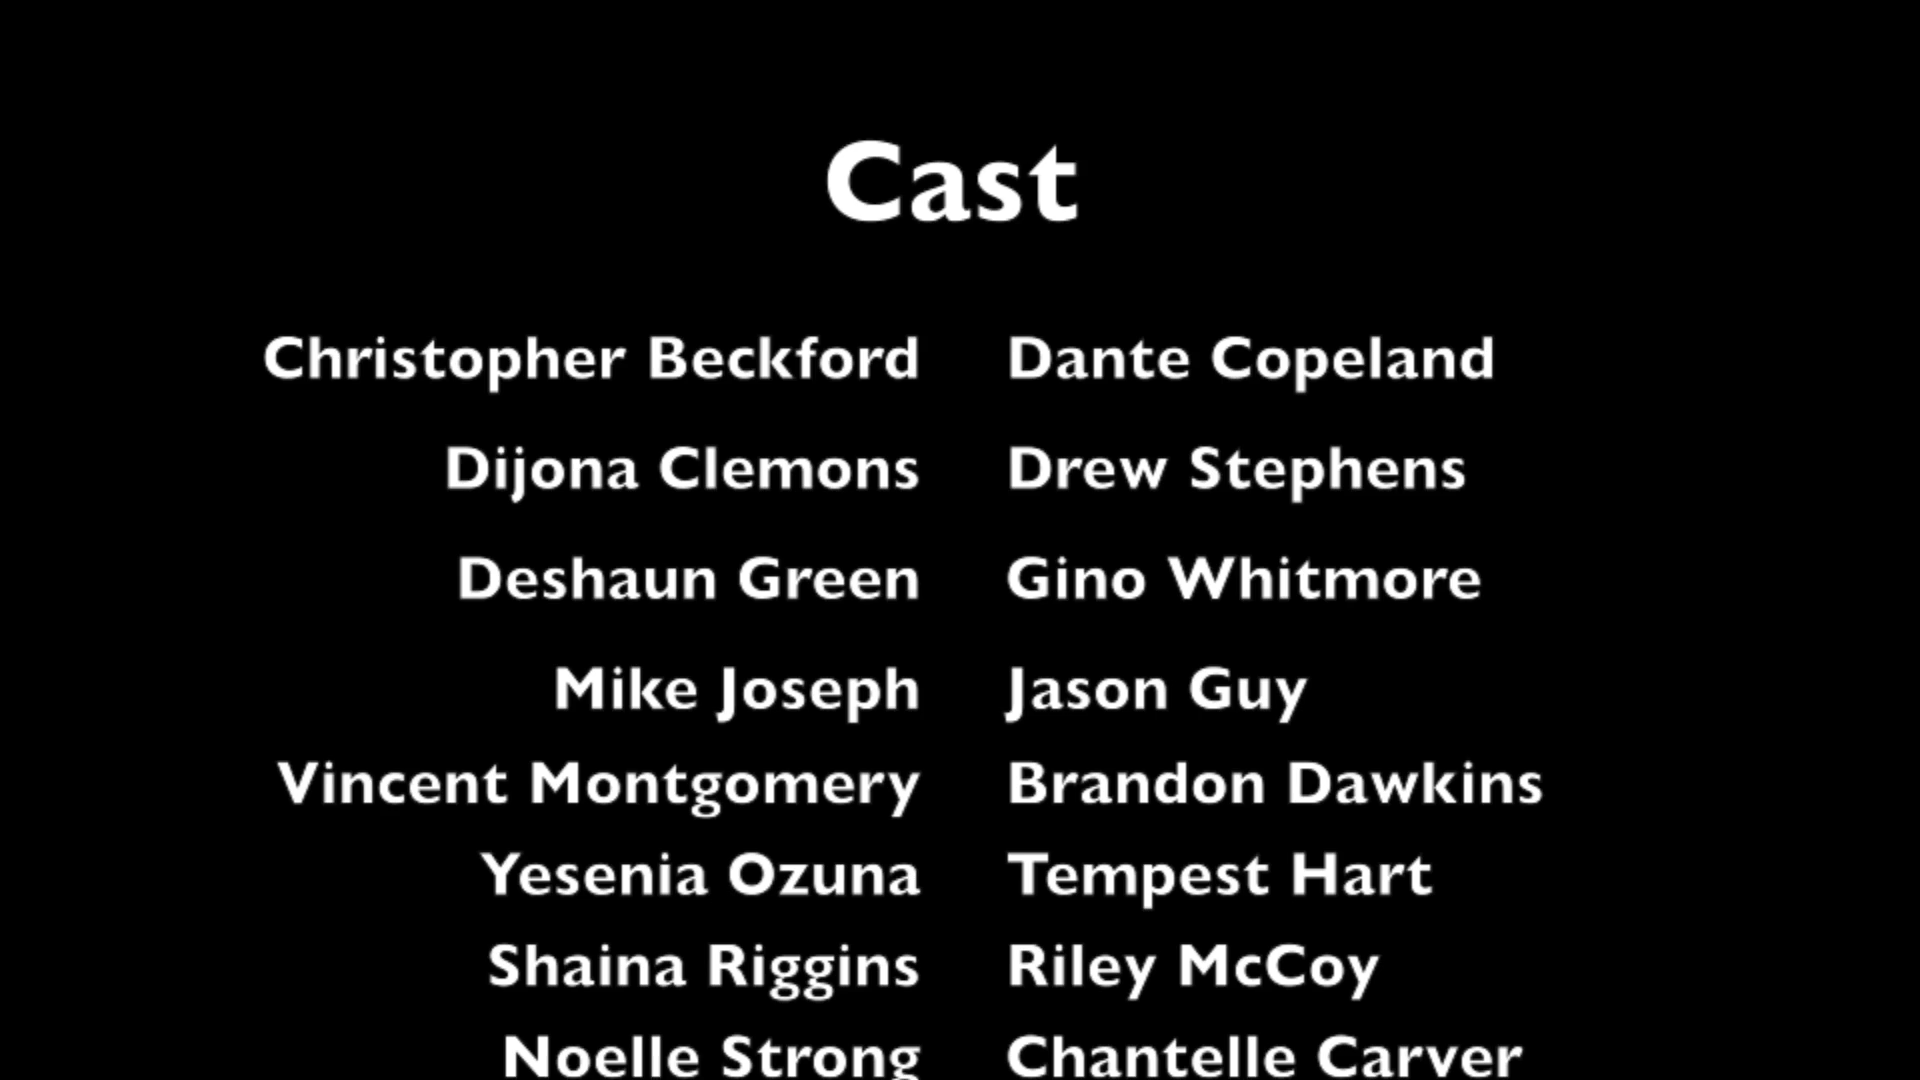 Cast
Christopher Beckford Dante Copeland
Dijona Clemons Drew Stephens
Deshaun Green Gino Whitmore
Mike Joseph Jason Guy
Vincent Montgomery Brandon Dawkins
Yesenia Ozuna Tempest Hart
Shaina Riggins Riley McCoy
Noelle Strong Chantelle Carver